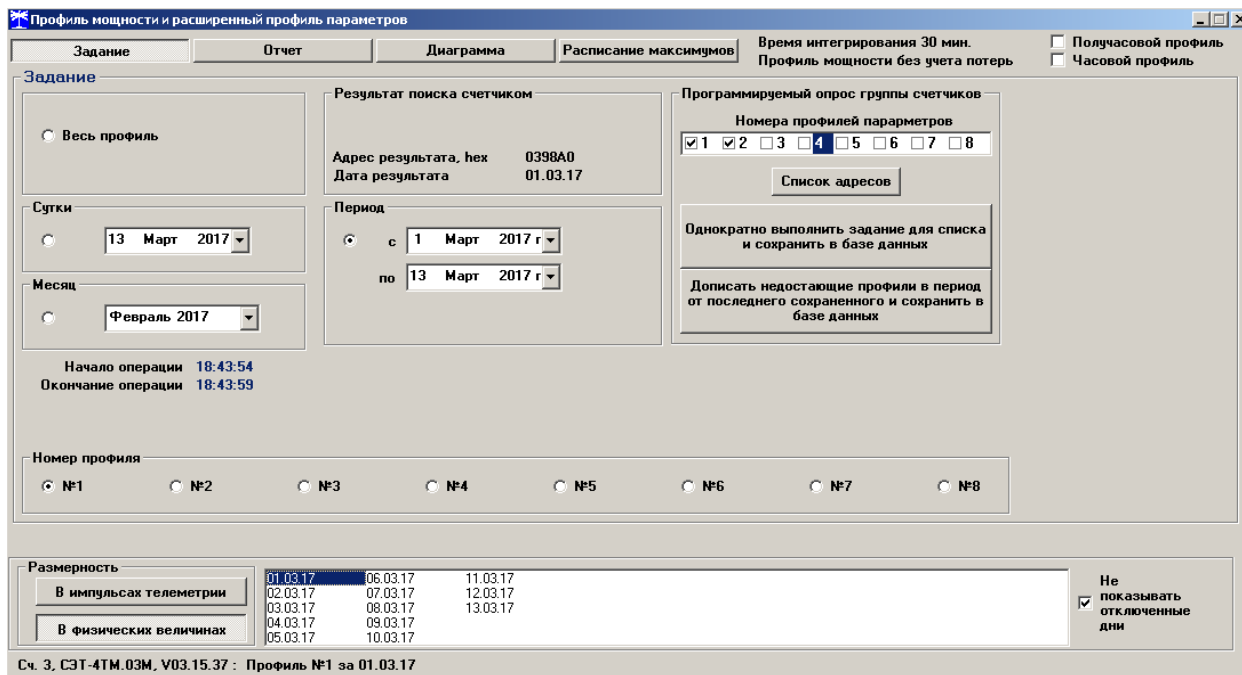 Профиль мощности и расширенный профиль параметров
Задание
Отчет
Диаграмма
Расписание максимумов
Время интегрирования 30 мин.
Профиль мощности без учета потерь
Получасовой профиль
Часовой профиль
Задание
Весь профиль
Результат поиска счетчиком
Адрес результата, hex 0398A0
Дата результата 01.03.17
Программируемый опрос группы счетчиков
Номера профилей парарметров
1 2 3 4 5 6 7 8
Список адресов
Однократно выполнить задание для списка
и сохранить в базе данных
Дописать недостающие профили в период
от последнего сохраненного и сохранить в
базе данных
Сутки
13 Март 2017
Период
с 1 Март 2017 г
по 13 Март 2017 г
Месяц
Февраль 2017
Начало операции 18:43:54
Окончание операции 18:43:59
Номер профиля
№1 №2 №3 №4 №5 №6 №7 №8
Размерность
В импульсах телеметрии
В физических величинах
01.03.17 06.03.17 11.03.17
02.03.17 07.03.17 12.03.17
03.03.17 08.03.17 13.03.17
04.03.17 09.03.17
05.03.17 10.03.17
Не
показывать
отключенные
дни
Сч. 3, СЭТ-4ТМ.03М, V03.15.37 : Профиль №1 за 01.03.17